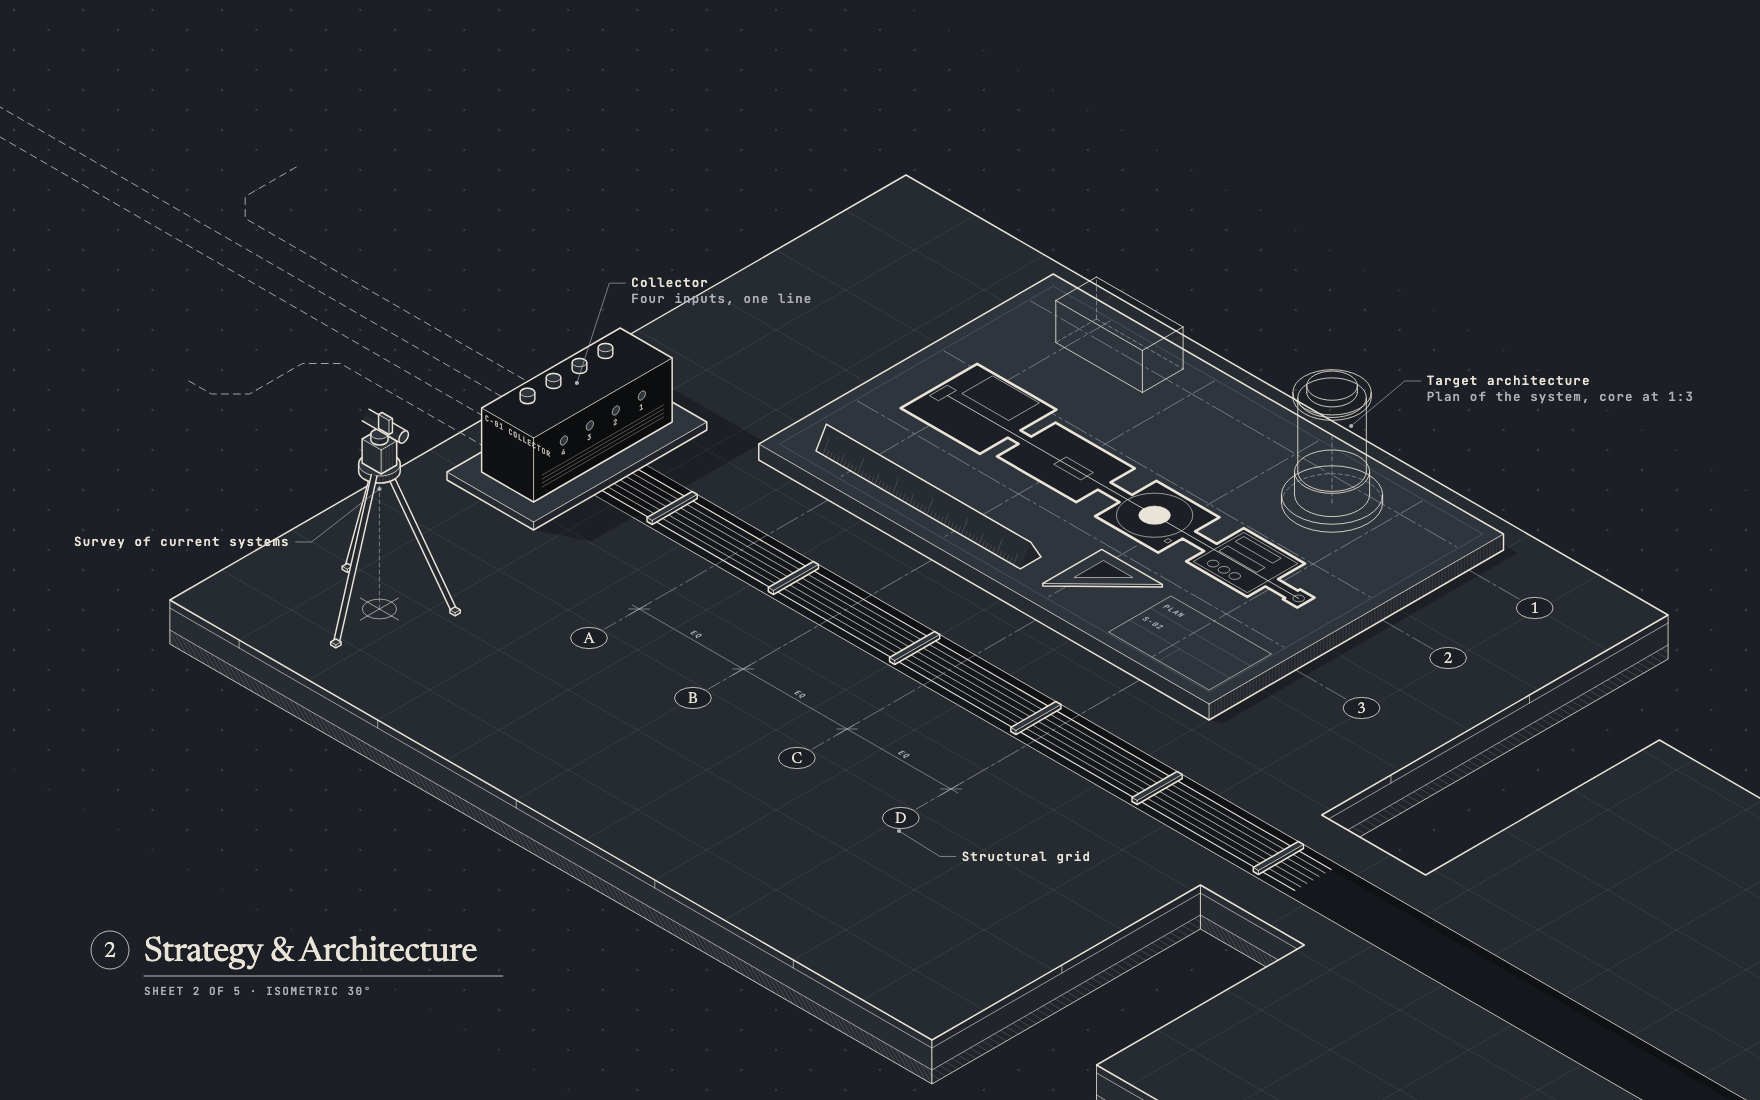 Collector
Four inputs, one line
C-01 COLLECTOR
4
3
2
1
Target architecture
Plan of the system, core at 1:3
Survey of current systems
PLAN
S-02
1
2
3
A
EQ
B
EQ
C
EQ
D
Structural grid
2
Strategy & Architecture
SHEET 2 OF 5 · ISOMETRIC 30°